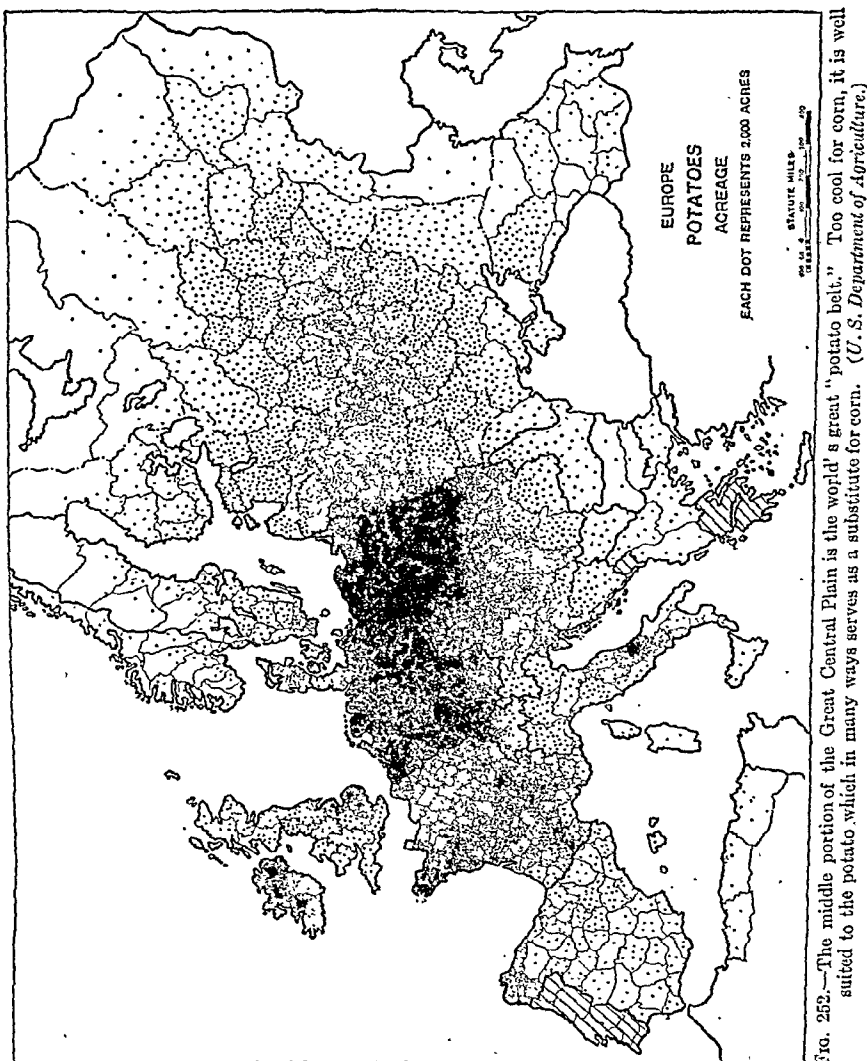 EUROPE
POTATOES
ACREAGE
EACH DOT REPRESENTS 2,000 ACRES
STATUTE MILES
FIG. 252.—The middle portion of the Great Central Plain is the world's great "potato belt." Too cool for corn, it is well
suited to the potato which in many ways serves as a substitute for corn. (U. S. Department of Agriculture.)